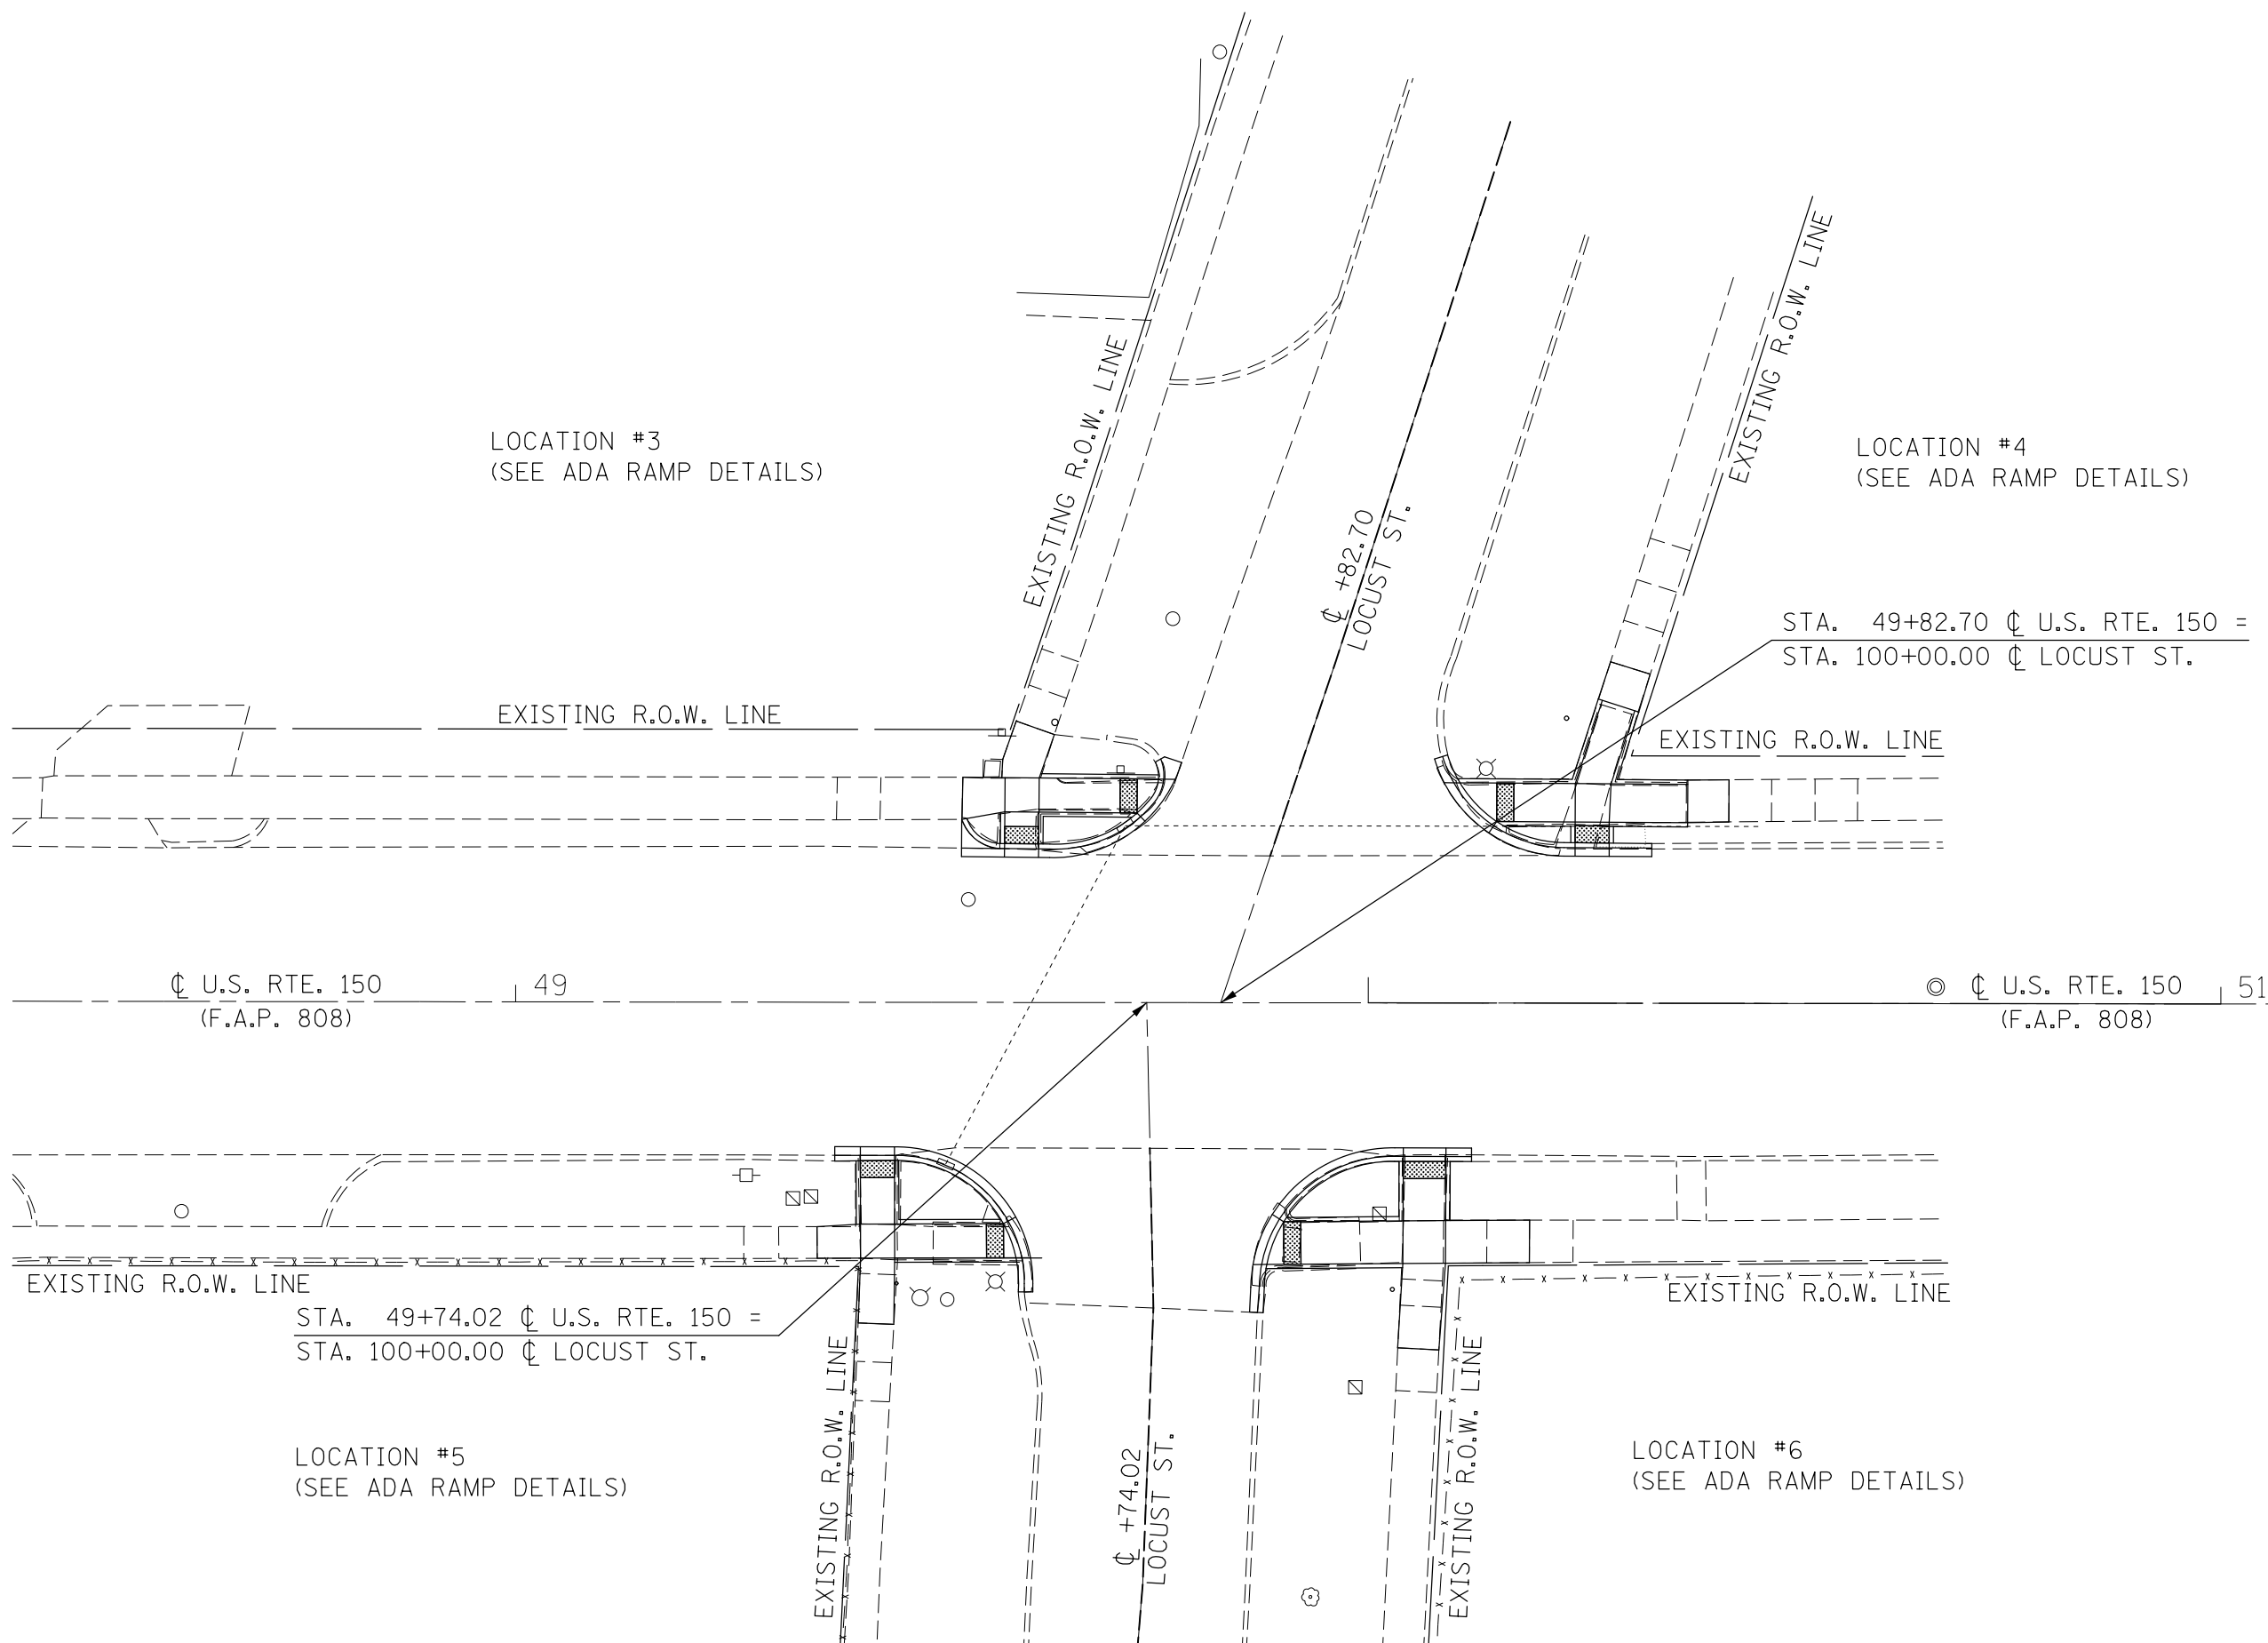 LOCATION #3
(SEE ADA RAMP DETAILS)
LOCATION #4
(SEE ADA RAMP DETAILS)
EXISTING R.O.W. LINE
EXISTING R.O.W. LINE
℄ +82.70
LOCUST ST.
STA. 49+82.70 ℄ U.S. RTE. 150 =
STA. 100+00.00 ℄ LOCUST ST.
EXISTING R.O.W. LINE
EXISTING R.O.W. LINE
℄ U.S. RTE. 150
(F.A.P. 808)
49
℄ U.S. RTE. 150
(F.A.P. 808)
51
EXISTING R.O.W. LINE
EXISTING R.O.W. LINE
STA. 49+74.02 ℄ U.S. RTE. 150 =
STA. 100+00.00 ℄ LOCUST ST.
EXISTING R.O.W. LINE
℄ +74.02
LOCUST ST.
EXISTING R.O.W. LINE
LOCATION #5
(SEE ADA RAMP DETAILS)
LOCATION #6
(SEE ADA RAMP DETAILS)